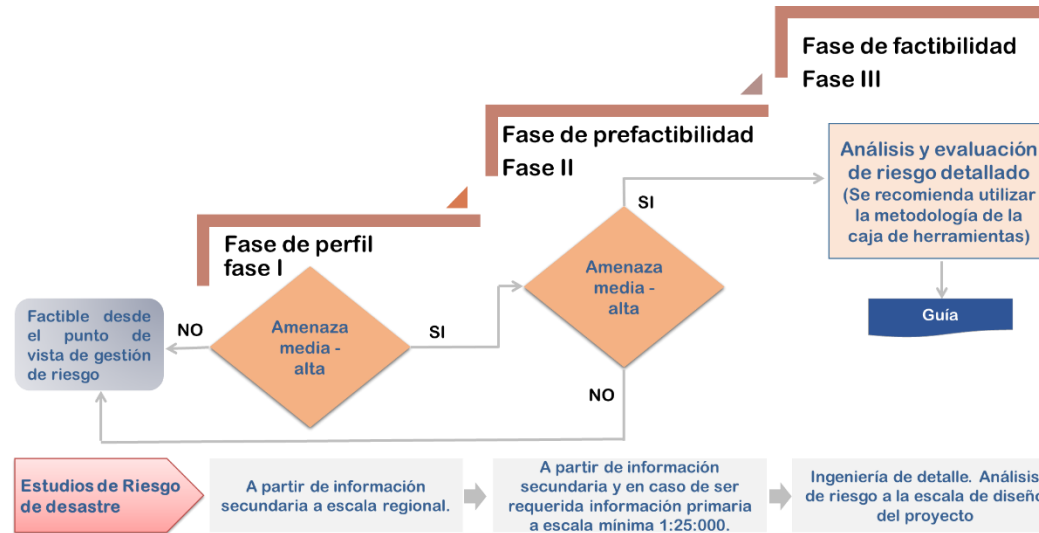 Fase de factibilidad
Fase III
Fase de prefactibilidad
Fase II
Fase de perfil
fase I
Análisis y evaluación
de riesgo detallado
(Se recomienda utilizar
la metodología de la
caja de herramientas)
Guía
SI
Amenaza
media -
alta
NO
SI
Amenaza
media -
alta
NO
Factible desde
el punto de
vista de gestión
de riesgo
Estudios de Riesgo
de desastre
A partir de información
secundaria a escala regional.
A partir de información
secundaria y en caso de ser
requerida información primaria
a escala mínima 1:25:000.
Ingeniería de detalle. Análisis
de riesgo a la escala de diseño
del proyecto